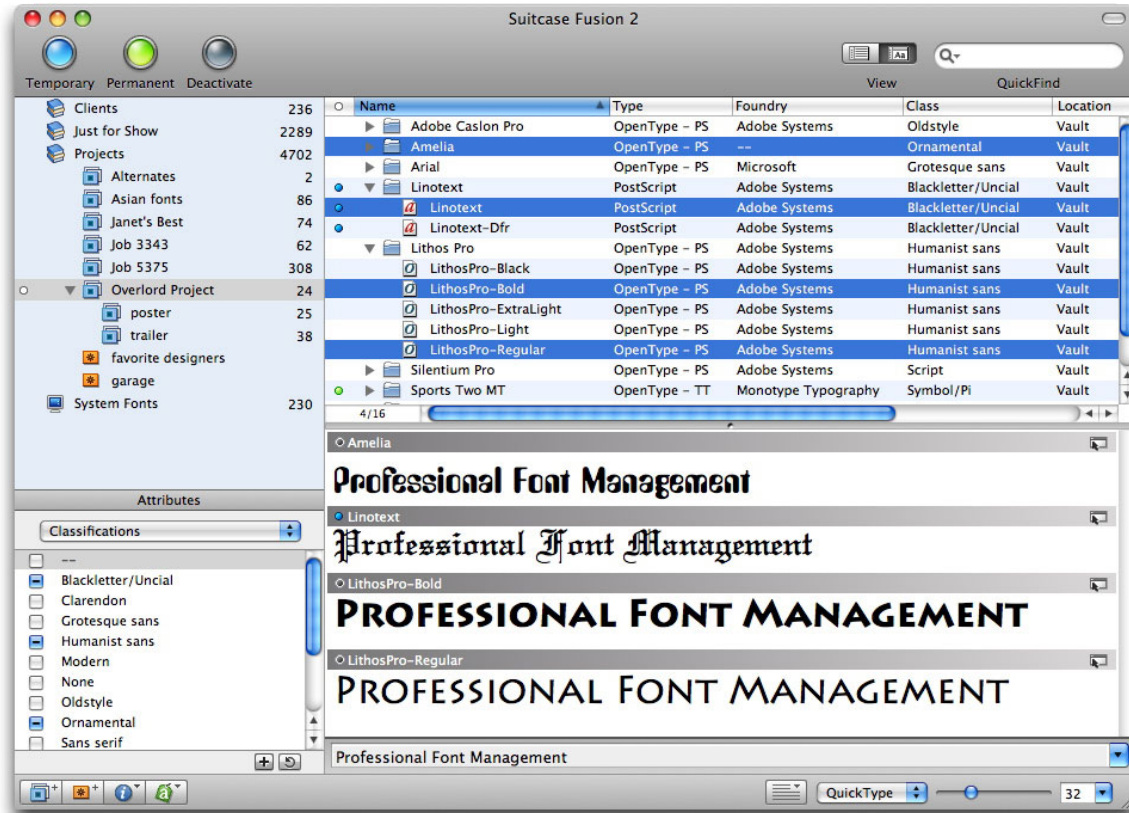 Suitcase Fusion 2
Temporary Permanent Deactivate
View QuickFind
Clients 236
Just for Show 2289
Projects 4702
Alternates 2
Asian fonts 86
Janet's Best 74
Job 3343 62
Job 5375 308
Overlord Project 24
poster 25
trailer 38
favorite designers
garage
System Fonts 230
Name Type Foundry Class Location
Adobe Caslon Pro OpenType – PS Adobe Systems Oldstyle Vault
Amelia OpenType – PS -- Ornamental Vault
Arial OpenType – PS Microsoft Grotesque sans Vault
Linotext PostScript Adobe Systems Blackletter/Uncial Vault
Linotext PostScript Adobe Systems Blackletter/Uncial Vault
Linotext-Dfr PostScript Adobe Systems Blackletter/Uncial Vault
Lithos Pro OpenType – PS Adobe Systems Humanist sans Vault
LithosPro-Black OpenType – PS Adobe Systems Humanist sans Vault
LithosPro-Bold OpenType – PS Adobe Systems Humanist sans Vault
LithosPro-ExtraLight OpenType – PS Adobe Systems Humanist sans Vault
LithosPro-Light OpenType – PS Adobe Systems Humanist sans Vault
LithosPro-Regular OpenType – PS Adobe Systems Humanist sans Vault
Silentium Pro OpenType – PS Adobe Systems Script Vault
Sports Two MT OpenType – TT Monotype Typography Symbol/Pi Vault
4/16
Amelia
Professional Font Management
Linotext
Professional Font Management
LithosPro-Bold
PROFESSIONAL FONT MANAGEMENT
LithosPro-Regular
PROFESSIONAL FONT MANAGEMENT
Professional Font Management
Attributes
Classifications
--
Blackletter/Uncial
Clarendon
Grotesque sans
Humanist sans
Modern
None
Oldstyle
Ornamental
Sans serif
QuickType 32